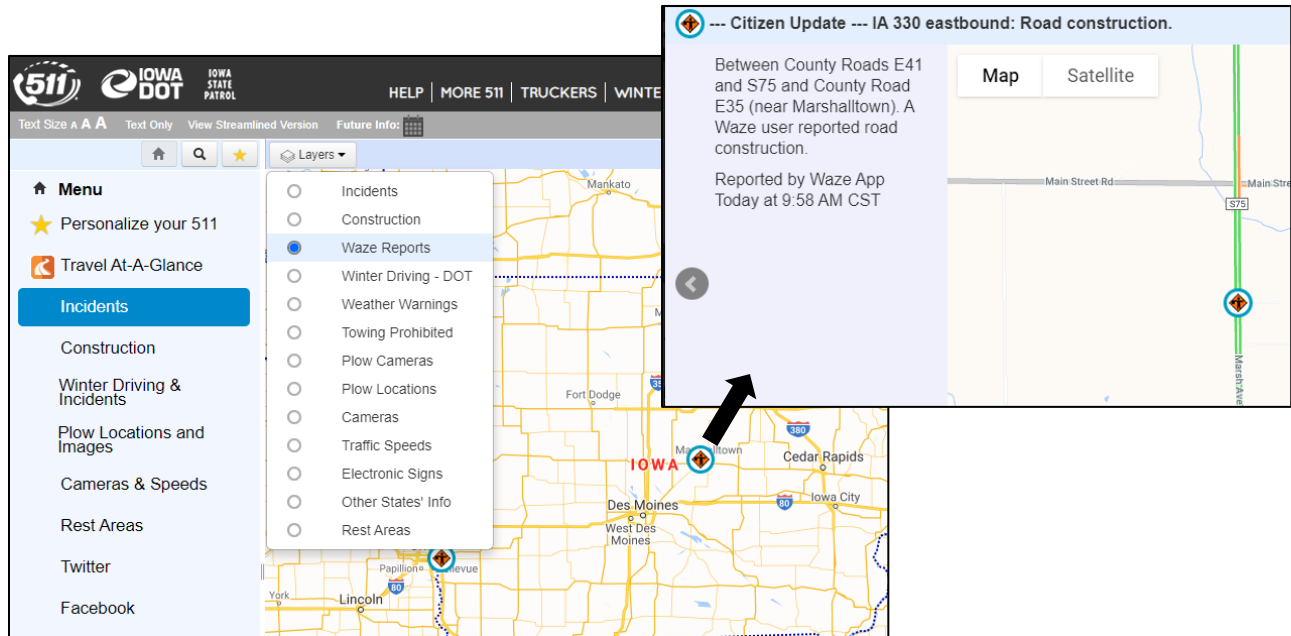 --- Citizen Update --- IA 330 eastbound: Road construction.
Between County Roads E41
and S75 and County Road
E35 (near Marshalltown). A
Waze user reported road
construction.
Reported by Waze App
Today at 9:58 AM CST
Map
Satellite
Main Street Rd
Main Stre
S75
Marsh Ave
511
IOWA
DOT
IOWA
STATE
PATROL
HELP
MORE 511
TRUCKERS
WINTE
Text Size A A A
Text Only
View Streamlined Version
Future Info:
Layers
Menu
Personalize your 511
Travel At-A-Glance
Incidents
Construction
Winter Driving &
Incidents
Plow Locations and
Images
Cameras & Speeds
Rest Areas
Twitter
Facebook
Incidents
Construction
Waze Reports
Winter Driving - DOT
Weather Warnings
Towing Prohibited
Plow Cameras
Plow Locations
Cameras
Traffic Speeds
Electronic Signs
Other States' Info
Rest Areas
Mankato
Fort Dodge
35
380
IOWA
Cedar Rapids
Des Moines
80
Iowa City
West Des
Moines
Papillion
80
York
Lincoln